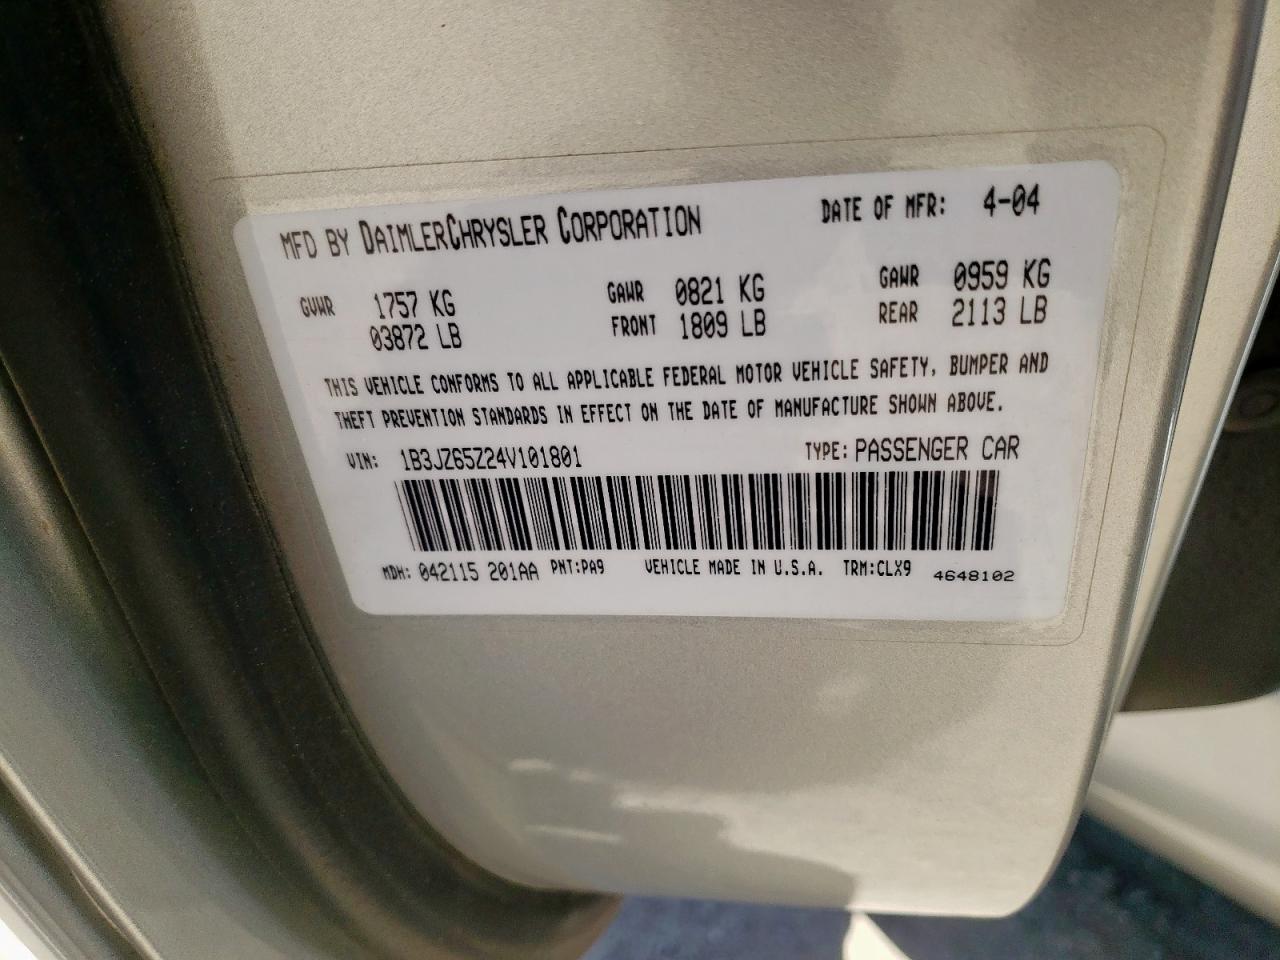 MFD BY DAIMLERCHRYSLER CORPORATION DATE OF MFR: 4-04
GVWR 1757 KG GAWR 0821 KG GAWR 0959 KG
03872 LB FRONT 1809 LB REAR 2113 LB
THIS VEHICLE CONFORMS TO ALL APPLICABLE FEDERAL MOTOR VEHICLE SAFETY, BUMPER AND
THEFT PREVENTION STANDARDS IN EFFECT ON THE DATE OF MANUFACTURE SHOWN ABOVE.
VIN: 1B3JZ65Z24V101801 TYPE: PASSENGER CAR
MDH: 042115 201AA PNT:PA9 VEHICLE MADE IN U.S.A. TRM:CLX9 4648102